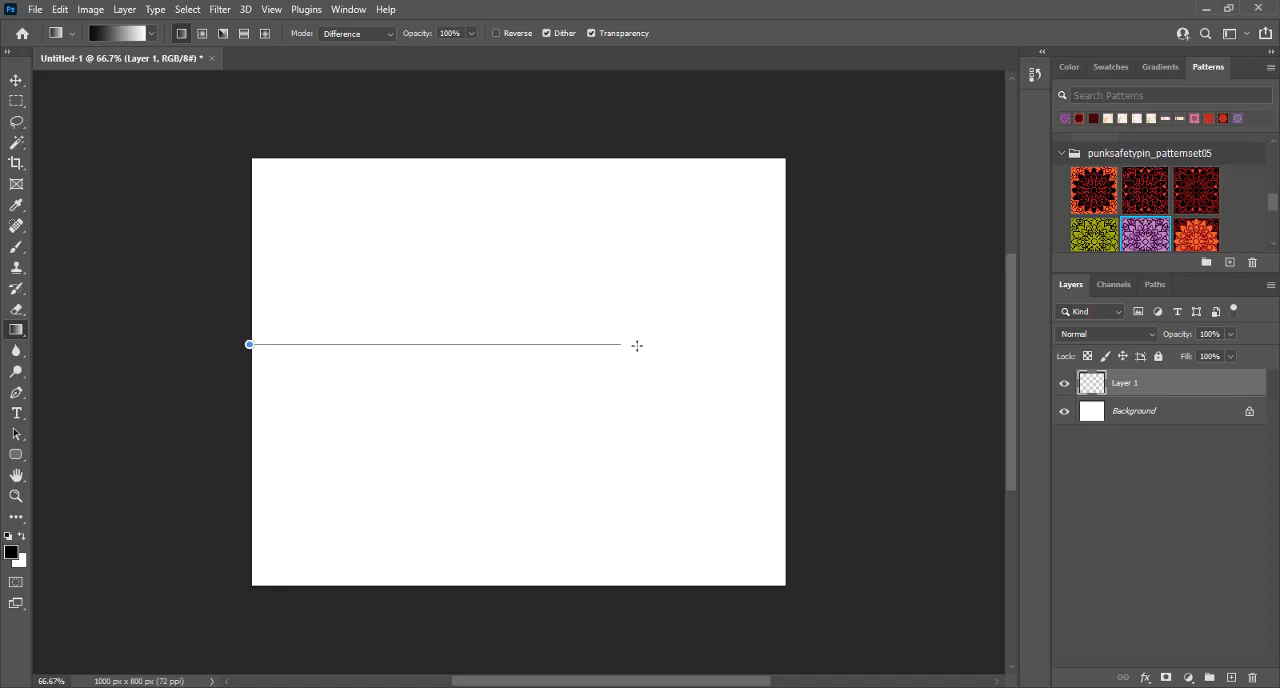 Ps File Edit Image Layer Type Select Filter 3D View Plugins Window Help
Mode: Difference Opacity: 100% Reverse Dither Transparency
Untitled-1 @ 66.7% (Layer 1, RGB/8#) * ×
Color Swatches Gradients Patterns
Search Patterns
punksafetypin_patternset05
Layers Channels Paths
Kind
Normal Opacity: 100%
Lock: Fill: 100%
Layer 1
Background
66.67% 1000 px x 800 px (72 ppi)